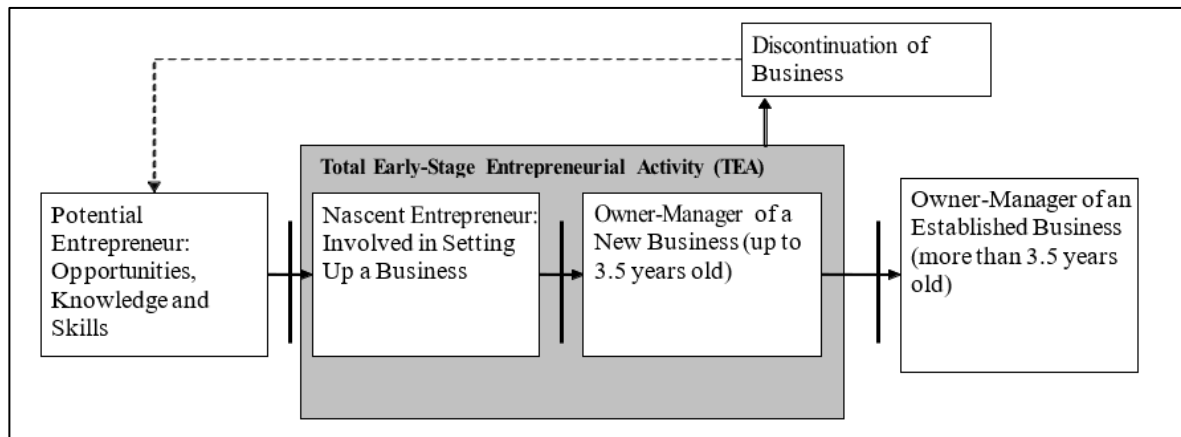 Discontinuation of
Business
Total Early-Stage Entrepreneurial Activity (TEA)
Potential
Entrepreneur:
Opportunities,
Knowledge and
Skills
Nascent Entrepreneur:
Involved in Setting
Up a Business
Owner-Manager of a
New Business (up to
3.5 years old)
Owner-Manager of an
Established Business
(more than 3.5 years
old)